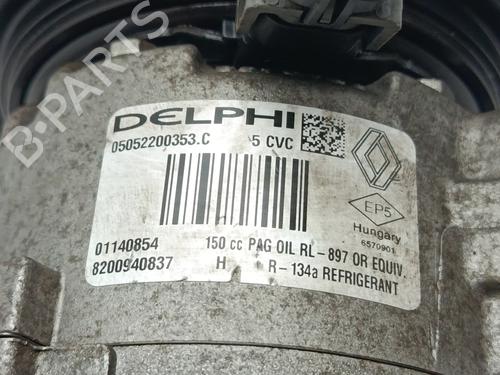 DELPHI
05052200353.C 5 CVC
EP5
Hungary
6570901
01140854 150 cc PAG OIL RL-897 OR EQUIV.
8200940837 H R-134a REFRIGERANT
B-PARTS